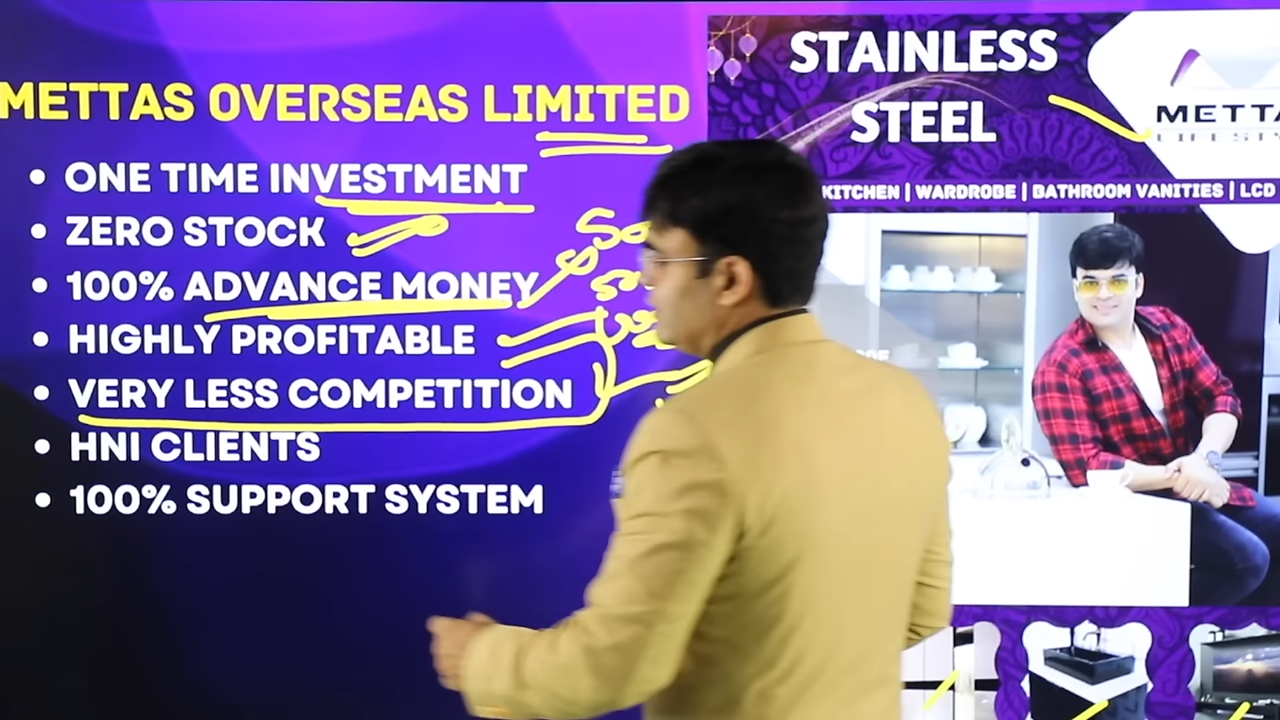 METTAS OVERSEAS LIMITED
• ONE TIME INVESTMENT
• ZERO STOCK
• 100% ADVANCE MONEY
• HIGHLY PROFITABLE
• VERY LESS COMPETITION
• HNI CLIENTS
• 100% SUPPORT SYSTEM
STAINLESS
STEEL
METTA
KITCHEN | WARDROBE | BATHROOM VANITIES | LCD